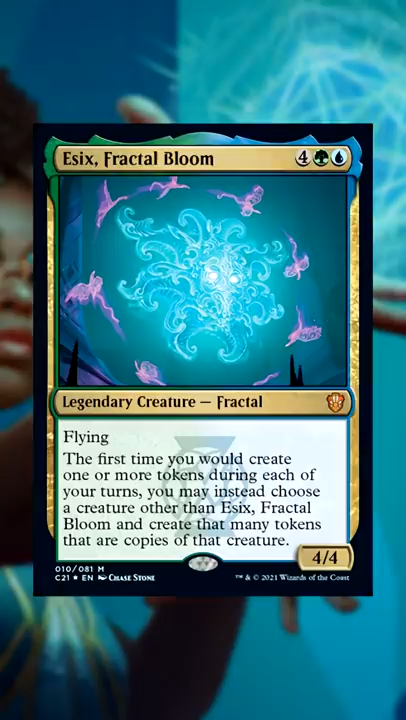 Esix, Fractal Bloom 4
Legendary Creature — Fractal
Flying
The first time you would create
one or more tokens during each of
your turns, you may instead choose
a creature other than Esix, Fractal
Bloom and create that many tokens
that are copies of that creature.
4/4
010/081 M
C21 ★ EN Chase Stone
™ & © 2021 Wizards of the Coast